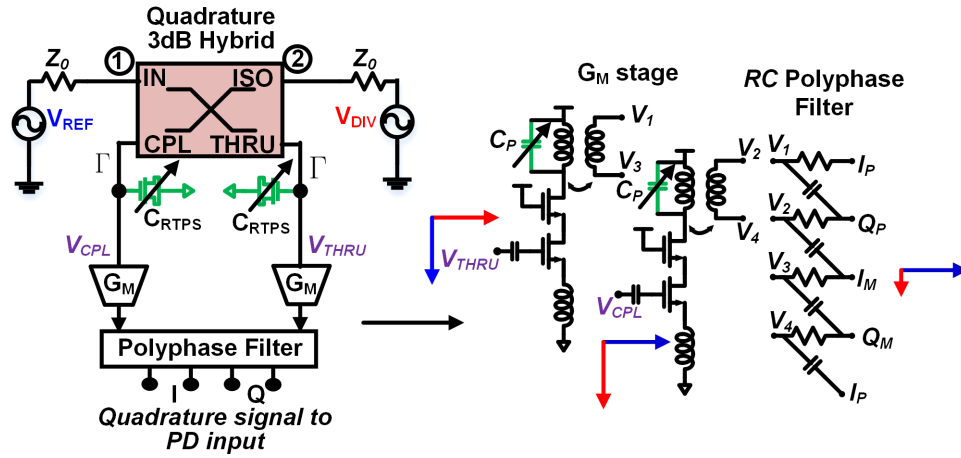 Quadrature
3dB Hybrid
Z0
1
2
Z0
IN
ISO
VREF
VDIV
CPL
THRU
Γ
Γ
CRTPS
CRTPS
VCPL
VTHRU
GM
GM
Polyphase Filter
I
Q
Quadrature signal to
PD input
GM stage
CP
V1
V3
CP
V2
V4
VTHRU
VCPL
RC Polyphase
Filter
V1
IP
V2
QP
V3
IM
V4
QM
IP